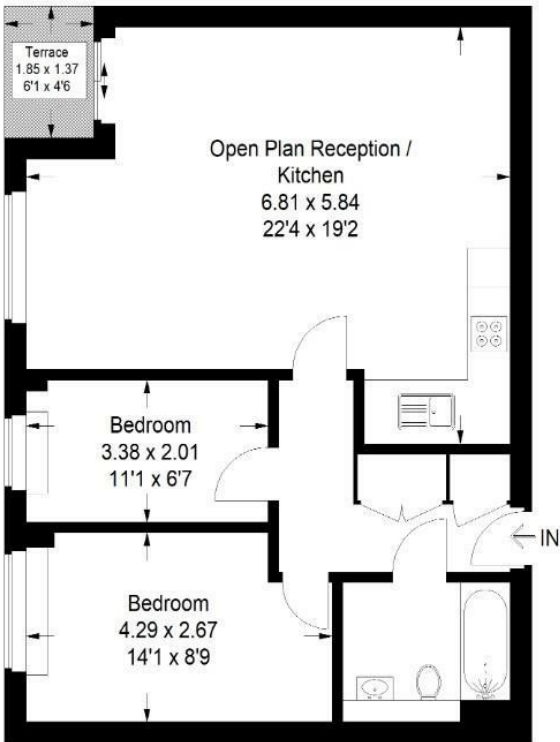 Terrace
1.85 x 1.37
6'1 x 4'6
Open Plan Reception /
Kitchen
6.81 x 5.84
22'4 x 19'2
Bedroom
3.38 x 2.01
11'1 x 6'7
IN
Bedroom
4.29 x 2.67
14'1 x 8'9